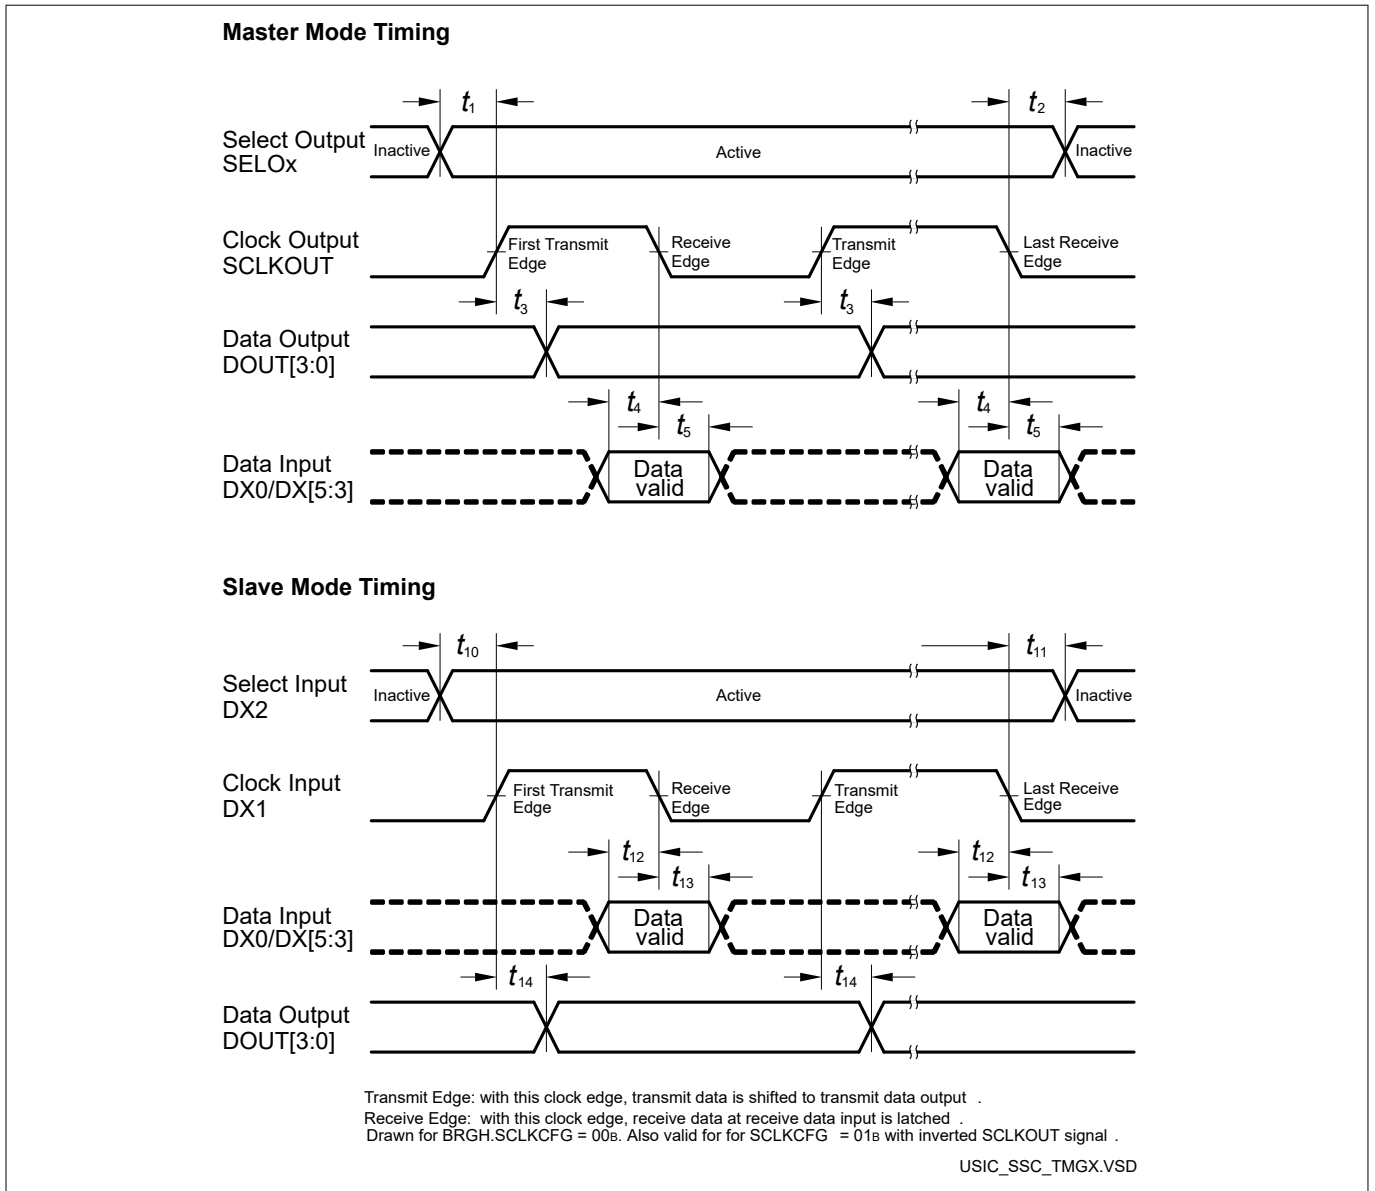 Master Mode Timing
t1
t2
Select Output
SELOx
Inactive
Active
Inactive
Clock Output
SCLKOUT
First Transmit
Edge
Receive
Edge
Transmit
Edge
Last Receive
Edge
t3
t3
Data Output
DOUT[3:0]
t4
t4
t5
t5
Data Input
DX0/DX[5:3]
Data
valid
Data
valid
Slave Mode Timing
t10
t11
Select Input
DX2
Inactive
Active
Inactive
Clock Input
DX1
First Transmit
Edge
Receive
Edge
Transmit
Edge
Last Receive
Edge
t12
t12
t13
t13
Data Input
DX0/DX[5:3]
Data
valid
Data
valid
t14
t14
Data Output
DOUT[3:0]
Transmit Edge: with this clock edge, transmit data is shifted to transmit data output .
Receive Edge: with this clock edge, receive data at receive data input is latched .
Drawn for BRGH.SCLKCFG = 00B. Also valid for for SCLKCFG = 01B with inverted SCLKOUT signal .
USIC_SSC_TMGX.VSD